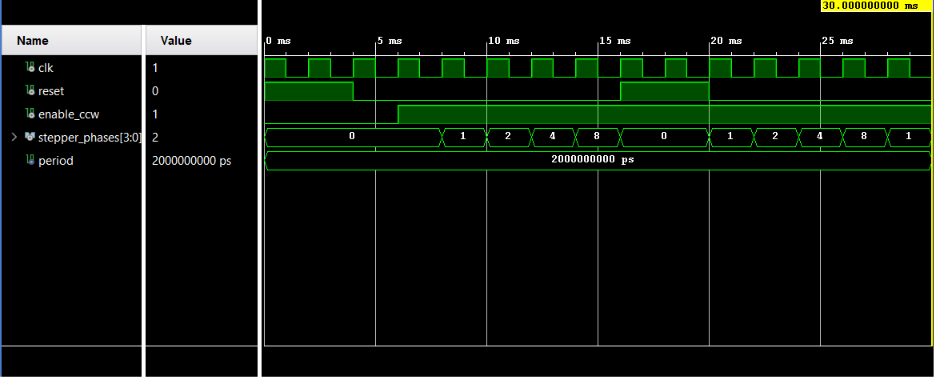 30.000000000 ms
Name Value
0 ms 5 ms 10 ms 15 ms 20 ms 25 ms
clk 1
reset 0
enable_ccw 1
stepper_phases[3:0] 2 0 1 2 4 8 0 1 2 4 8 1
period 2000000000 ps 2000000000 ps